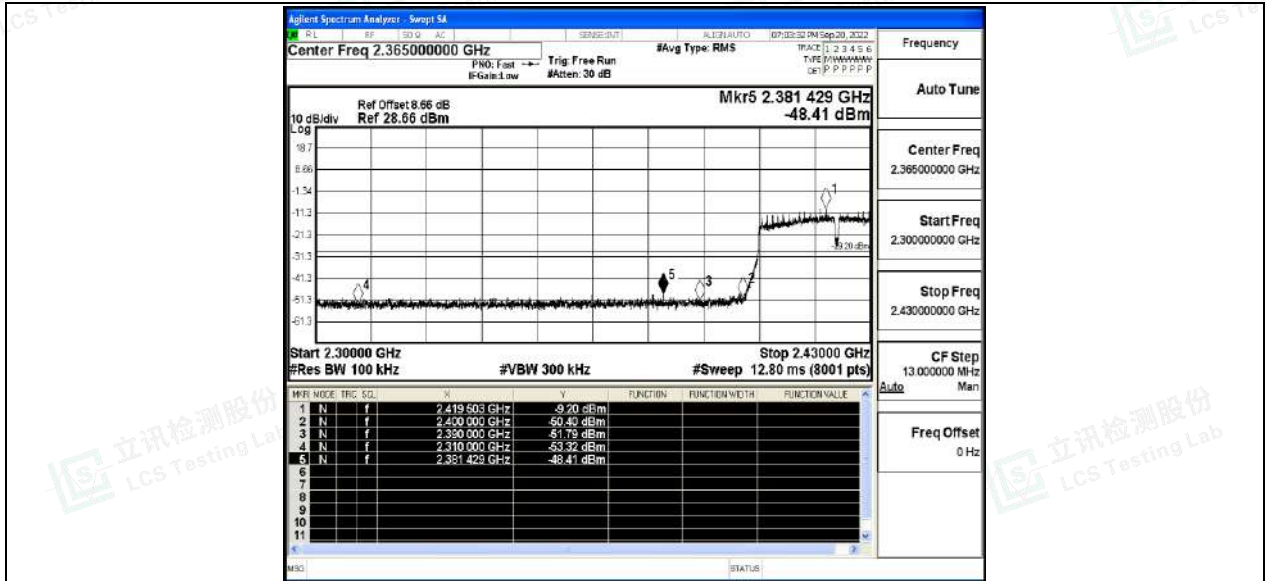 Agilent Spectrum Analyzer - Swept SA
RL RF 50 Ω AC SENSE:INT ALIGNAUTO 07:03:32 PM Sep 20, 2022
Center Freq 2.365000000 GHz
#Avg Type: RMS
TRACE 1 2 3 4 5 6
TYPE
DET P P P P P P
PNO: Fast
IFGain:Low
Trig: Free Run
#Atten: 30 dB
Mkr5 2.381 429 GHz
-48.41 dBm
Ref Offset 8.66 dB
10 dB/div Ref 28.66 dBm
Log
18.7
8.66
-1.34
-11.3
-21.3
-31.3
-41.3
-51.3
-61.3
1
2
3
4
5
-29.20 dBm
Start 2.30000 GHz
Stop 2.43000 GHz
#Res BW 100 kHz
#VBW 300 kHz
#Sweep 12.80 ms (8001 pts)
MKR MODE TRC SCL X Y FUNCTION FUNCTION WIDTH FUNCTION VALUE
1 N f 2.419 503 GHz -9.20 dBm
2 N f 2.400 000 GHz -50.40 dBm
3 N f 2.390 000 GHz -51.79 dBm
4 N f 2.310 000 GHz -53.32 dBm
5 N f 2.381 429 GHz -48.41 dBm
6
7
8
9
10
11
MSG
STATUS
Frequency
Auto Tune
Center Freq
2.365000000 GHz
Start Freq
2.300000000 GHz
Stop Freq
2.430000000 GHz
CF Step
13.000000 MHz
Auto Man
Freq Offset
0 Hz
立讯检测股份
LCS Testing Lab
立讯检测股份
LCS Testing Lab